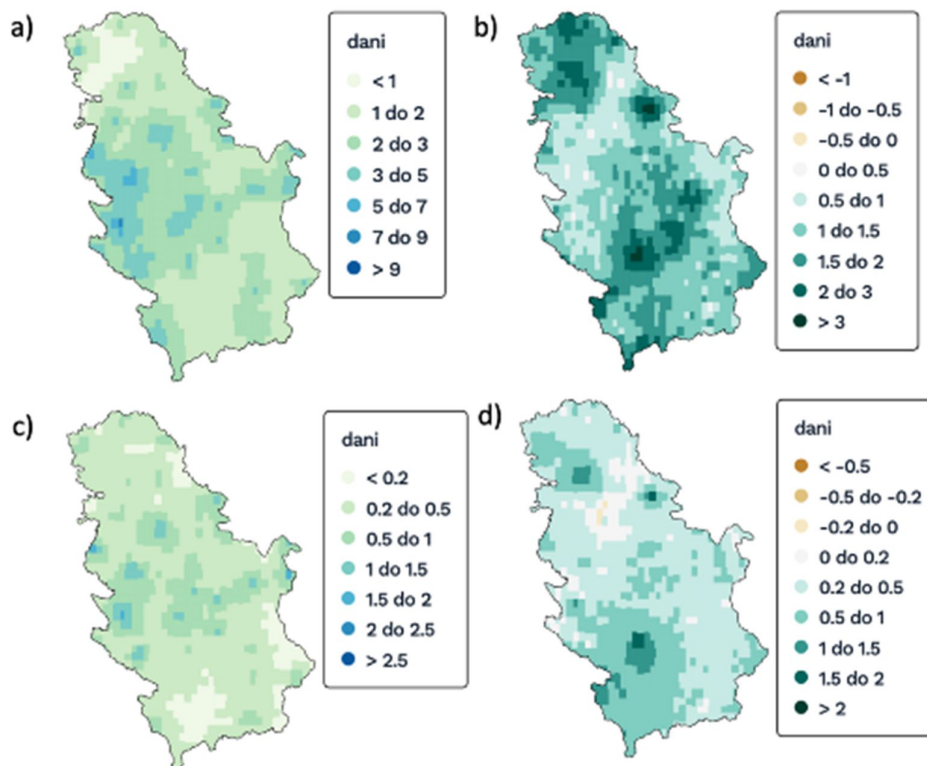 a)
dani
< 1
1 do 2
2 do 3
3 do 5
5 do 7
7 do 9
> 9
b)
dani
< -1
-1 do -0.5
-0.5 do 0
0 do 0.5
0.5 do 1
1 do 1.5
1.5 do 2
2 do 3
> 3
c)
dani
< 0.2
0.2 do 0.5
0.5 do 1
1 do 1.5
1.5 do 2
2 do 2.5
> 2.5
d)
dani
< -0.5
-0.5 do -0.2
-0.2 do 0
0 do 0.2
0.2 do 0.5
0.5 do 1
1 do 1.5
1.5 do 2
> 2